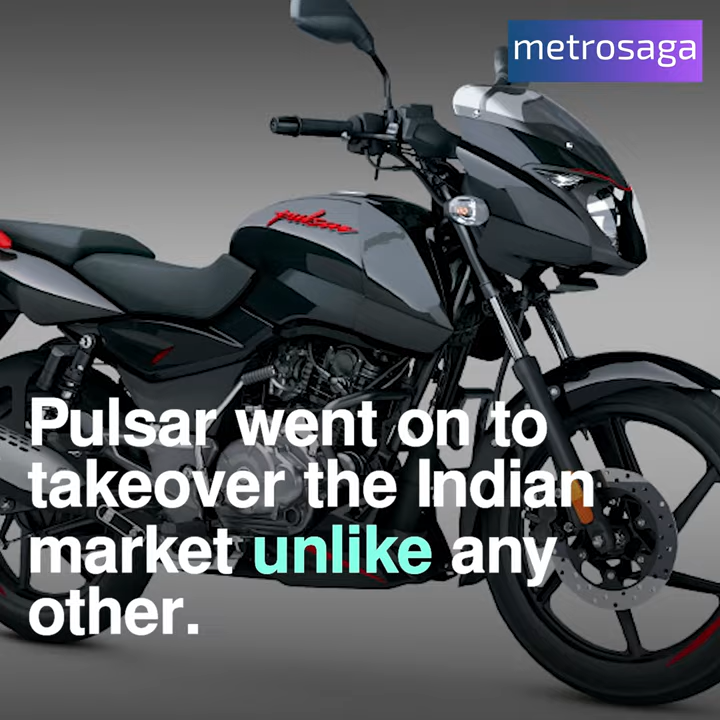 metrosaga
pulsar
Pulsar went on to
takeover the Indian
market unlike any
other.